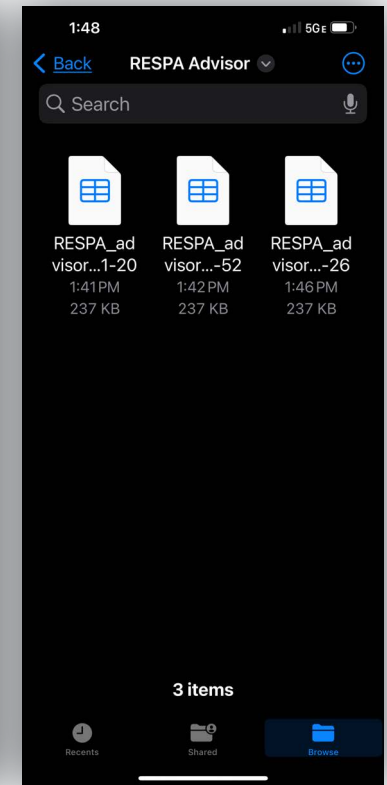 1:48
5GE
Back
RESPA Advisor
Search
RESPA_ad
visor...1-20
1:41 PM
237 KB
RESPA_ad
visor...-52
1:42 PM
237 KB
RESPA_ad
visor...-26
1:46 PM
237 KB
3 items
Recents
Shared
Browse